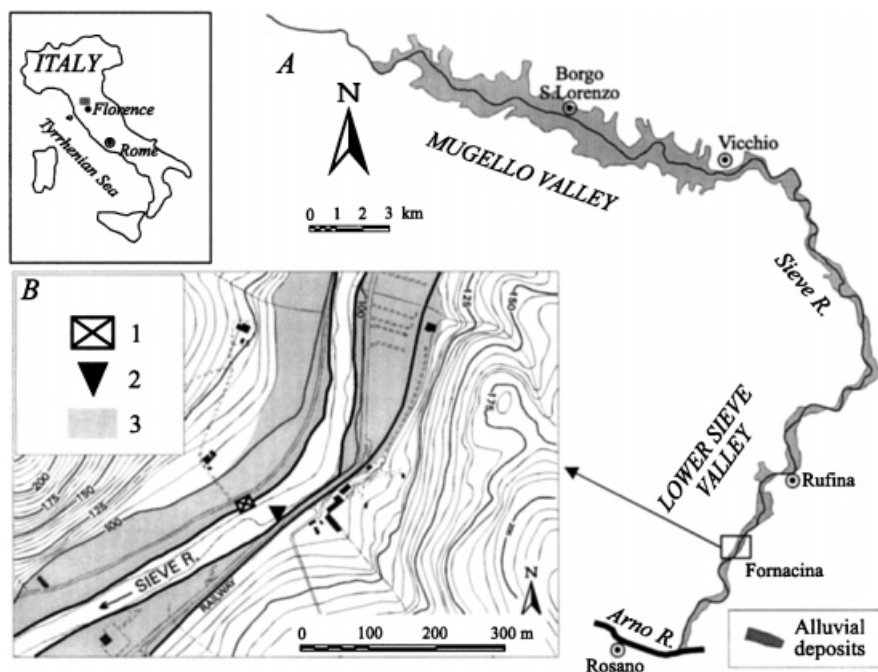 ITALY
Florence
Rome
Tyrrhenian Sea
A
N
0 1 2 3 km
Borgo
S.Lorenzo
Vicchio
MUGELLO VALLEY
Sieve R.
LOWER SIEVE
VALLEY
Rufina
Fornacina
Arno R.
Rosano
Alluvial
deposits
B
1
2
3
100
125
150
175
200
175
150
125
100
100
SIEVE R.
RAILWAY
N
0 100 200 300 m